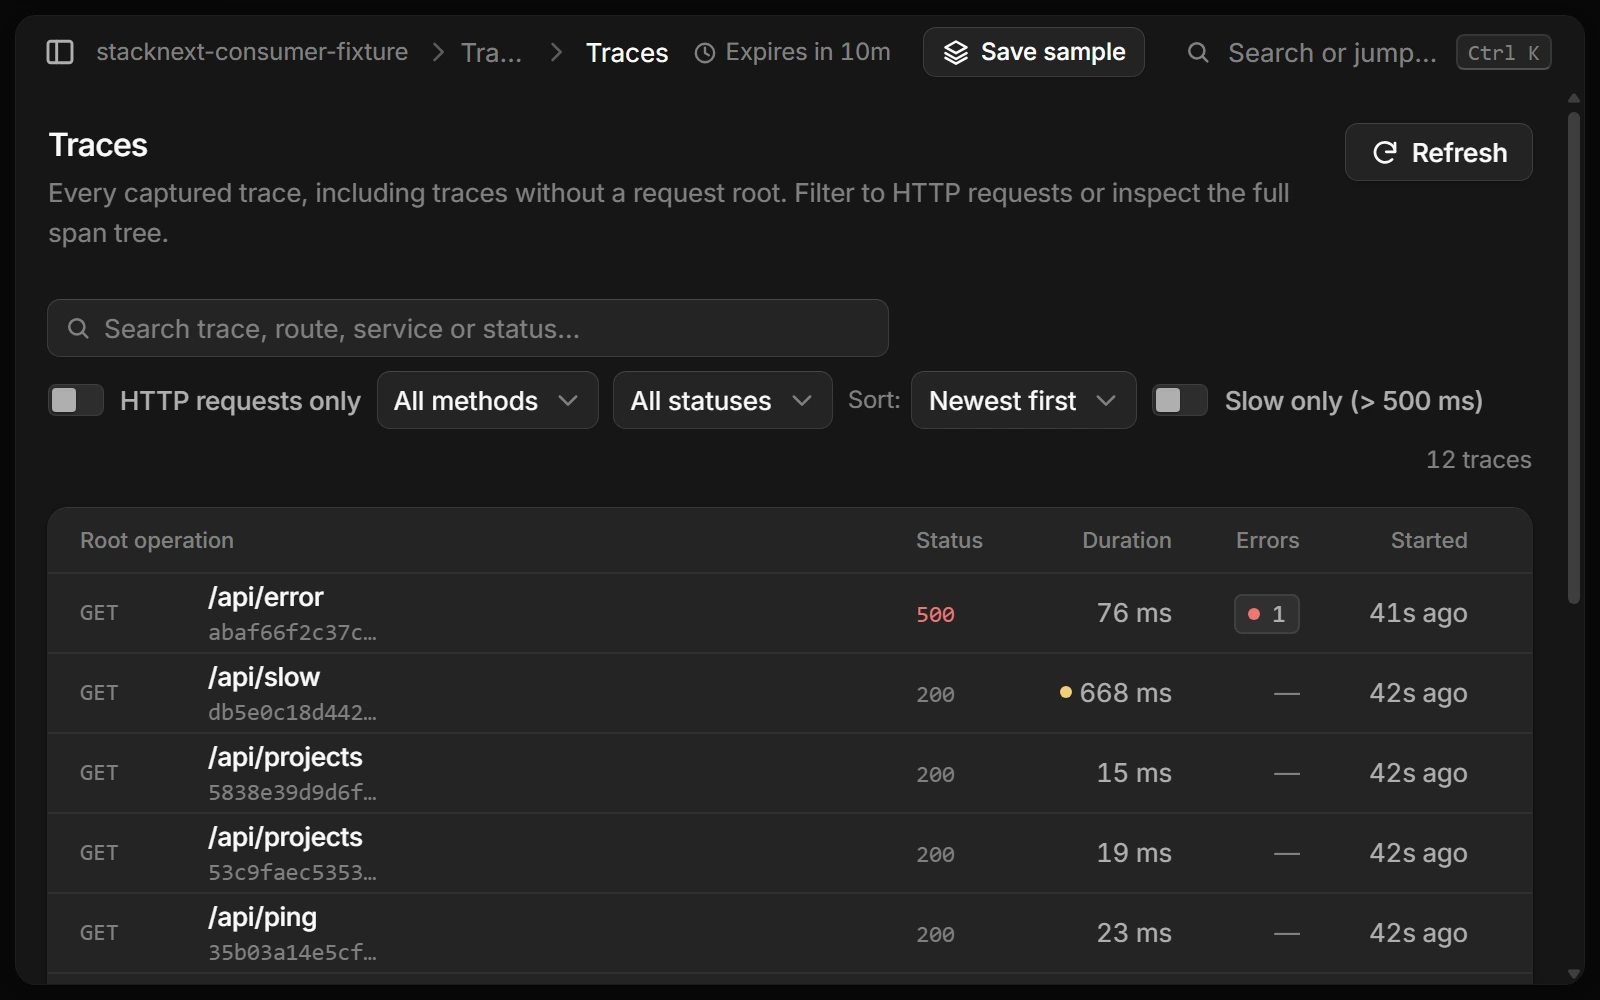 stacknext-consumer-fixture > Tra... > Traces Expires in 10m Save sample Search or jump... Ctrl K
Traces
Refresh
Every captured trace, including traces without a request root. Filter to HTTP requests or inspect the full
span tree.
Search trace, route, service or status...
HTTP requests only All methods All statuses Sort: Newest first Slow only (> 500 ms)
12 traces
Root operation Status Duration Errors Started
GET /api/error 500 76 ms 1 41s ago
abaf66f2c37c…
GET /api/slow 200 668 ms — 42s ago
db5e0c18d442…
GET /api/projects 200 15 ms — 42s ago
5838e39d9d6f…
GET /api/projects 200 19 ms — 42s ago
53c9faec5353…
GET /api/ping 200 23 ms — 42s ago
35b03a14e5cf…